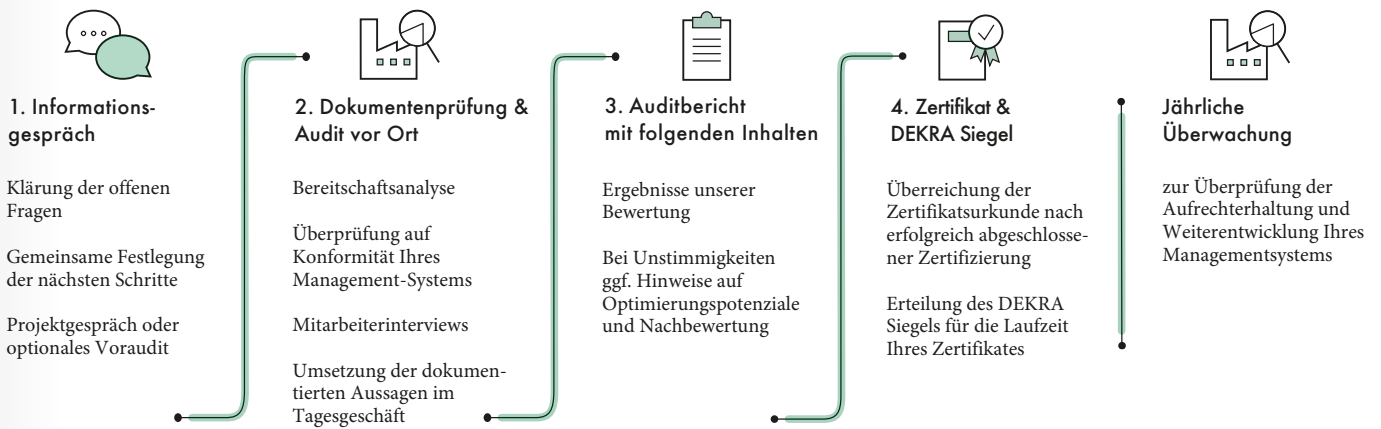 1. Informations-
gespräch
Klärung der offenen
Fragen
Gemeinsame Festlegung
der nächsten Schritte
Projektgespräch oder
optionales Voraudit
2. Dokumentenprüfung &
Audit vor Ort
Bereitschaftsanalyse
Überprüfung auf
Konformität Ihres
Management-Systems
Mitarbeiterinterviews
Umsetzung der dokumen-
tierten Aussagen im
Tagesgeschäft
3. Auditbericht
mit folgenden Inhalten
Ergebnisse unserer
Bewertung
Bei Unstimmigkeiten
ggf. Hinweise auf
Optimierungspotenziale
und Nachbewertung
4. Zertifikat &
DEKRA Siegel
Überreichung der
Zertifikatsurkunde nach
erfolgreich abgeschlosse-
ner Zertifizierung
Erteilung des DEKRA
Siegels für die Laufzeit
Ihres Zertifikates
Jährliche
Überwachung
zur Überprüfung der
Aufrechterhaltung und
Weiterentwicklung Ihres
Managementsystems